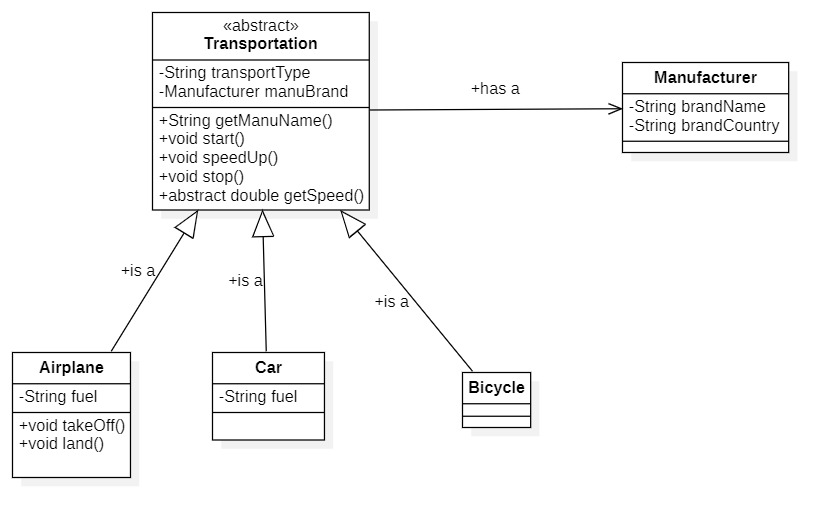 «abstract»
Transportation
-String transportType
-Manufacturer manuBrand
+String getManuName()
+void start()
+void speedUp()
+void stop()
+abstract double getSpeed()
+has a
Manufacturer
-String brandName
-String brandCountry
+is a
+is a
+is a
Airplane
-String fuel
+void takeOff()
+void land()
Car
-String fuel
Bicycle